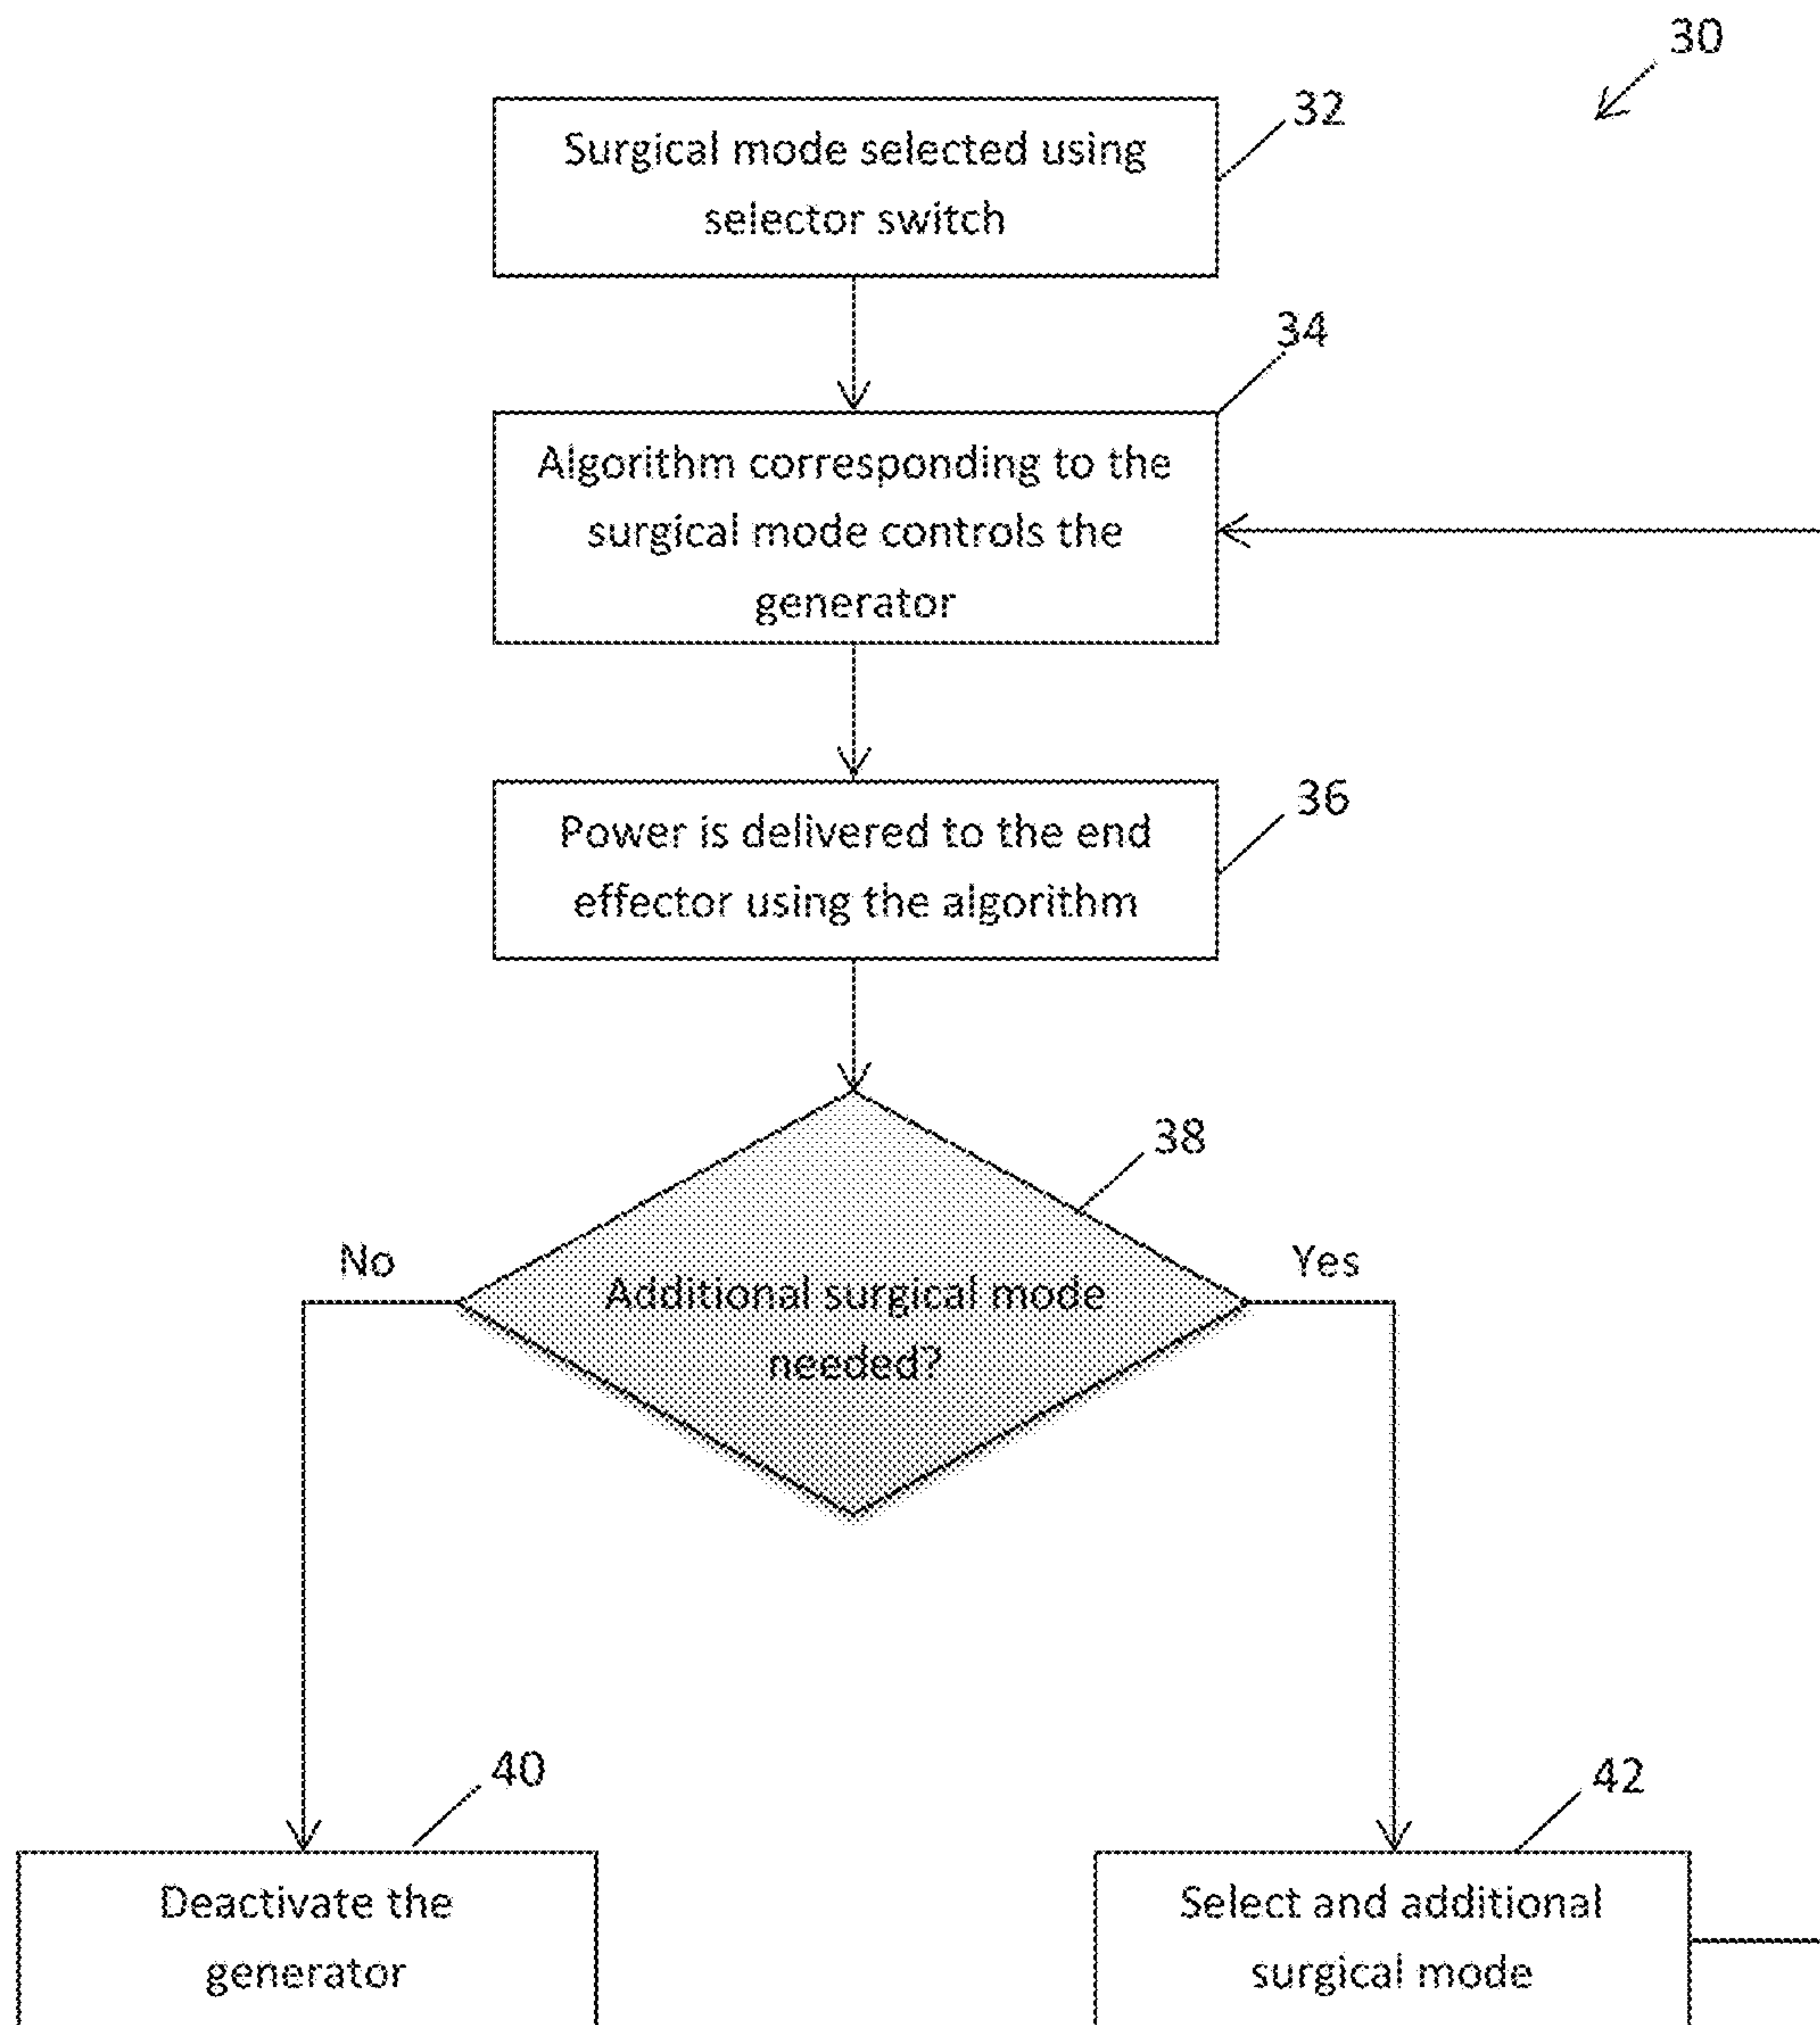 30
32
Surgical mode selected using
selector switch
34
Algorithm corresponding to the
surgical mode controls the
generator
36
Power is delivered to the end
effector using the algorithm
38
No
Yes
Additional surgical mode
needed?
40
42
Deactivate the
generator
Select and additional
surgical mode